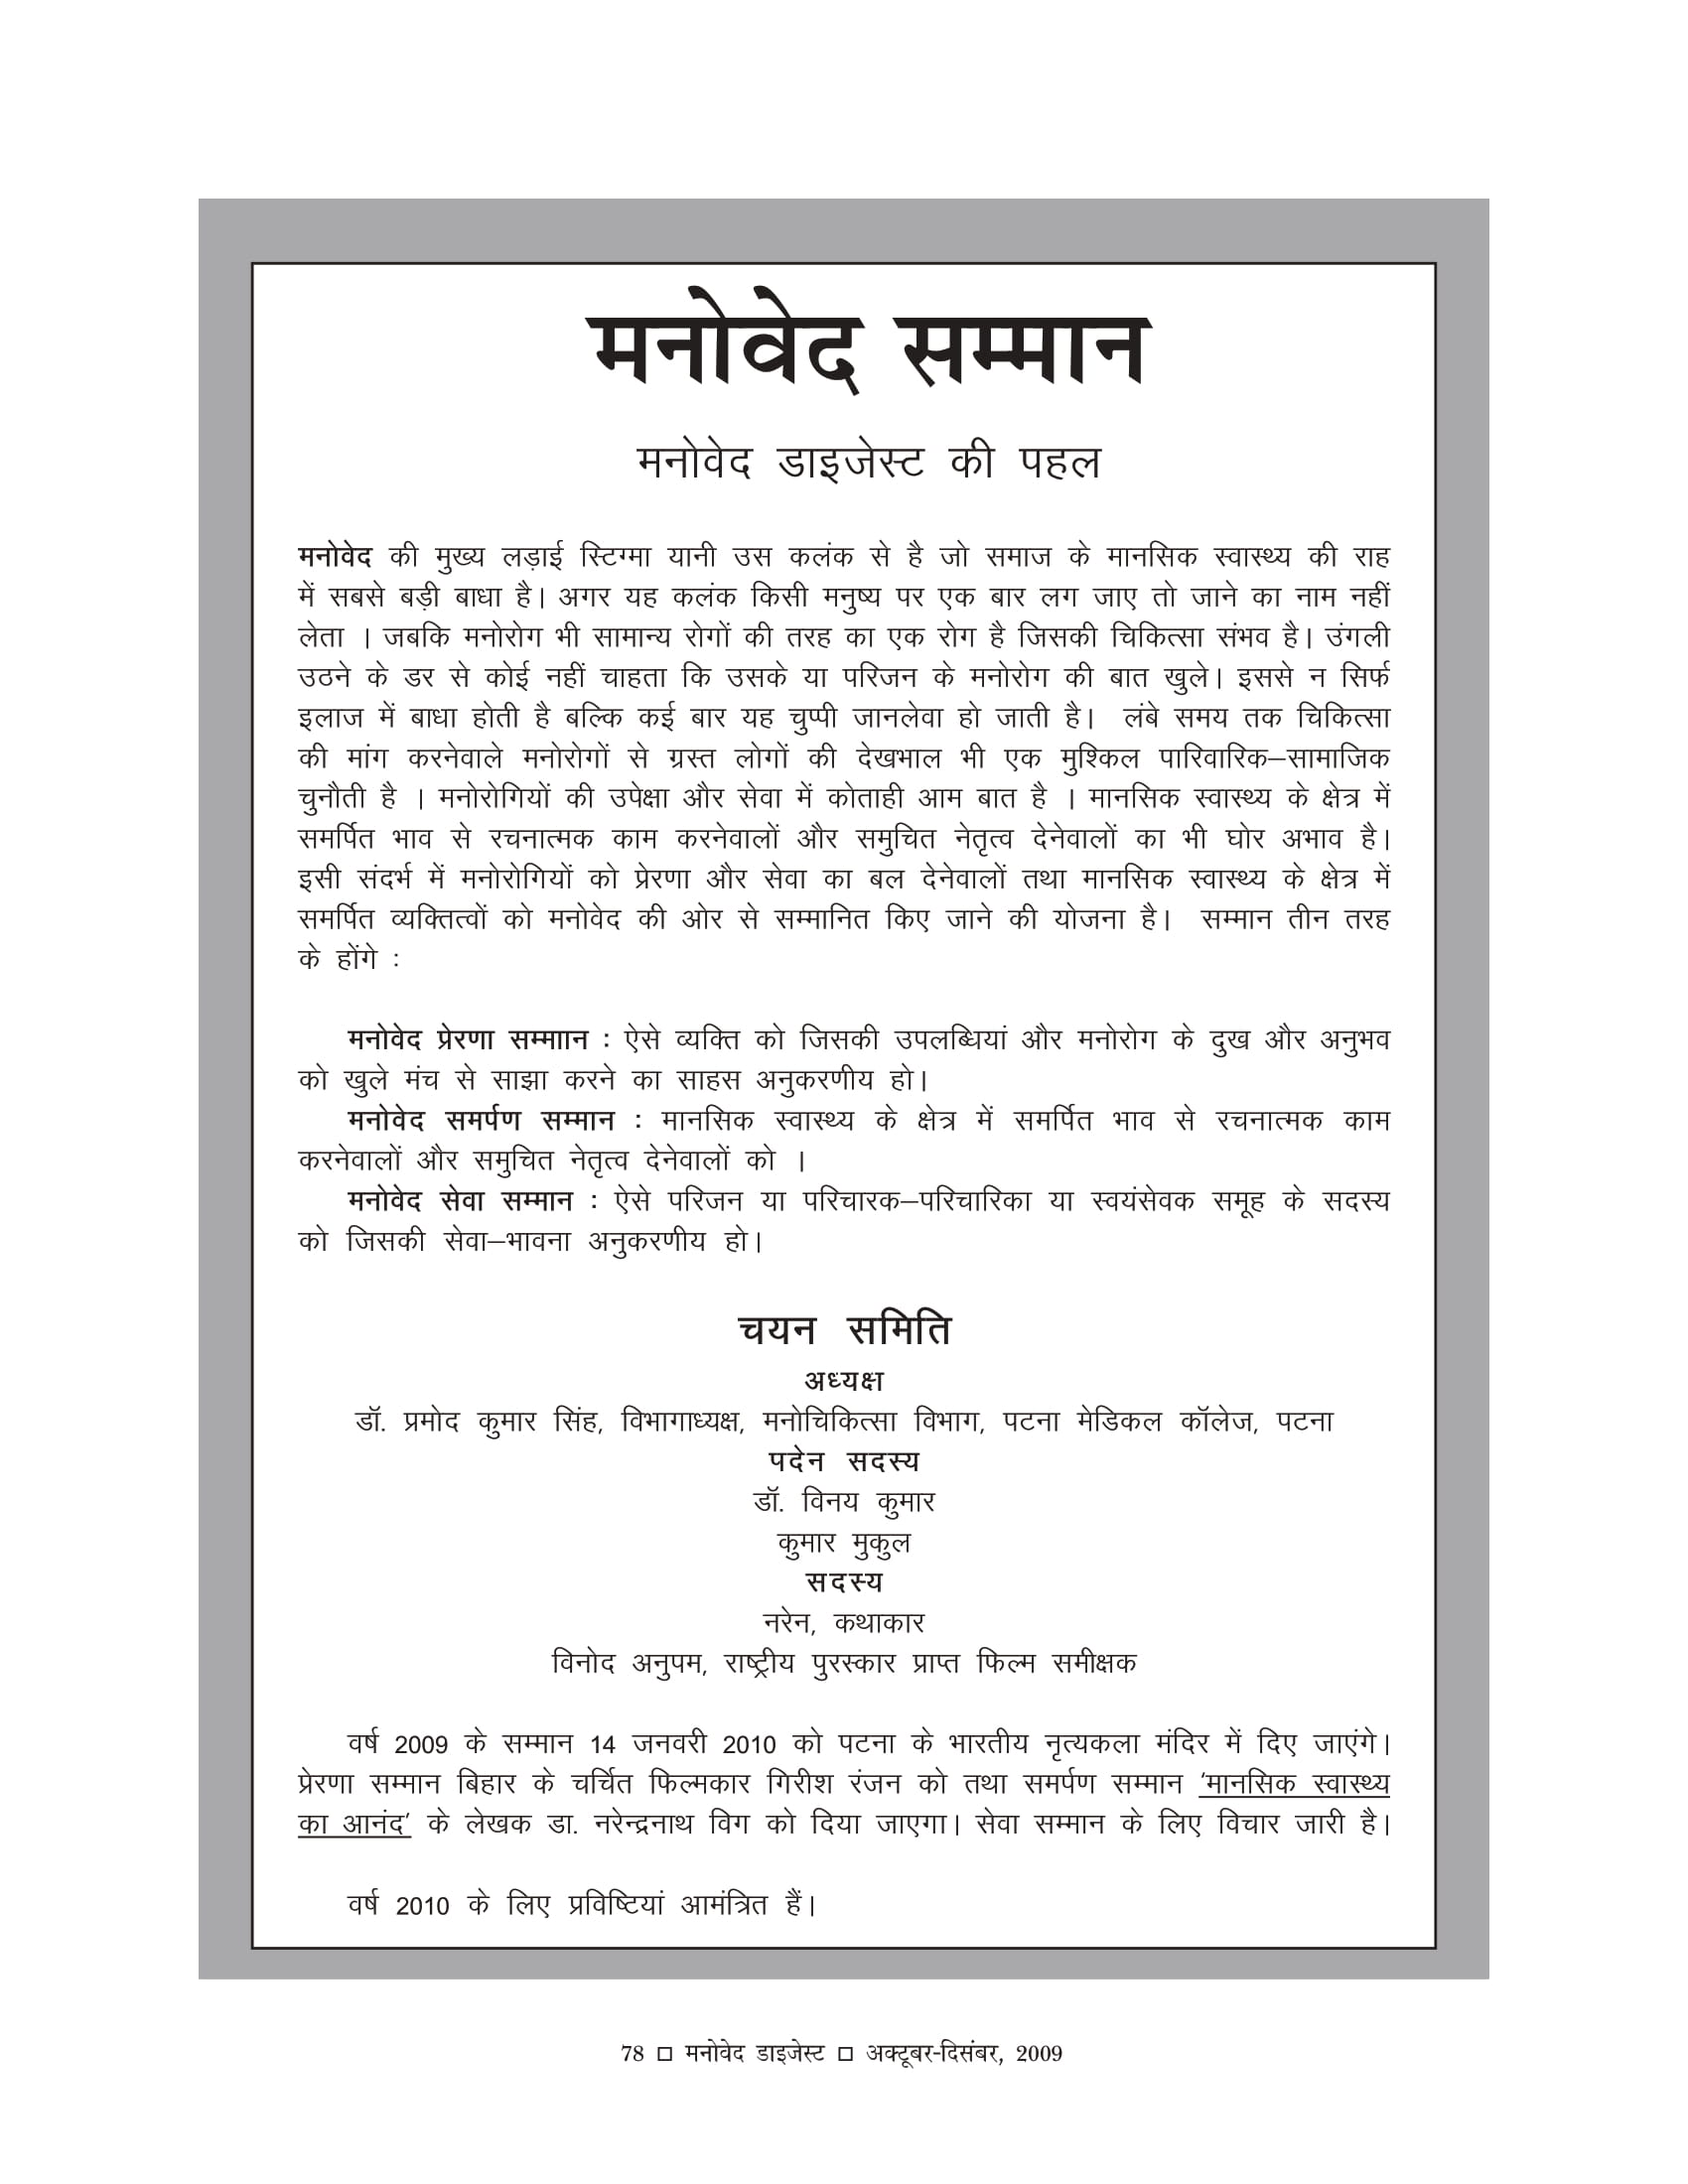 मनोवेद सम्मान
मनोवेद डाइजेस्ट की पहल
मनोवेद की मुख्य लड़ाई स्टिग्मा यानी उस कलंक से है जो समाज के मानसिक स्वास्थ्य की राह
में सबसे बड़ी बाधा है। अगर यह कलंक किसी मनुष्य पर एक बार लग जाए तो जाने का नाम नहीं
लेता । जबकि मनोरोग भी सामान्य रोगों की तरह का एक रोग है जिसकी चिकित्सा संभव है। उंगली
उठने के डर से कोई नहीं चाहता कि उसके या परिजन के मनोरोग की बात खुले। इससे न सिर्फ
इलाज में बाधा होती है बल्कि कई बार यह चुप्पी जानलेवा हो जाती है। लंबे समय तक चिकित्सा
की मांग करनेवाले मनोरोगों से ग्रस्त लोगों की देखभाल भी एक मुश्किल पारिवारिक–सामाजिक
चुनौती है । मनोरोगियों की उपेक्षा और सेवा में कोताही आम बात है । मानसिक स्वास्थ्य के क्षेत्र में
समर्पित भाव से रचनात्मक काम करनेवालों और समुचित नेतृत्व देनेवालों का भी घोर अभाव है।
इसी संदर्भ में मनोरोगियों को प्रेरणा और सेवा का बल देनेवालों तथा मानसिक स्वास्थ्य के क्षेत्र में
समर्पित व्यक्तित्वों को मनोवेद की ओर से सम्मानित किए जाने की योजना है। सम्मान तीन तरह
के होंगे :
मनोवेद प्रेरणा सम्माान : ऐसे व्यक्ति को जिसकी उपलब्धियां और मनोरोग के दुख और अनुभव
को खुले मंच से साझा करने का साहस अनुकरणीय हो।
मनोवेद समर्पण सम्मान : मानसिक स्वास्थ्य के क्षेत्र में समर्पित भाव से रचनात्मक काम
करनेवालों और समुचित नेतृत्व देनेवालों को ।
मनोवेद सेवा सम्मान : ऐसे परिजन या परिचारक–परिचारिका या स्वयंसेवक समूह के सदस्य
को जिसकी सेवा–भावना अनुकरणीय हो।
चयन समिति
अध्यक्ष
डॉ. प्रमोद कुमार सिंह, विभागाध्यक्ष, मनोचिकित्सा विभाग, पटना मेडिकल कॉलेज, पटना
पदेन सदस्य
डॉ. विनय कुमार
कुमार मुकुल
सदस्य
नरेन, कथाकार
विनोद अनुपम, राष्ट्रीय पुरस्कार प्राप्त फिल्म समीक्षक
वर्ष 2009 के सम्मान 14 जनवरी 2010 को पटना के भारतीय नृत्यकला मंदिर में दिए जाएंगे।
प्रेरणा सम्मान बिहार के चर्चित फिल्मकार गिरीश रंजन को तथा समर्पण सम्मान 'मानसिक स्वास्थ्य
का आनंद' के लेखक डा. नरेन्द्रनाथ विग को दिया जाएगा। सेवा सम्मान के लिए विचार जारी है।
वर्ष 2010 के लिए प्रविष्टियां आमंत्रित हैं।
78 □ मनोवेद डाइजेस्ट □ अक्टूबर-दिसंबर, 2009